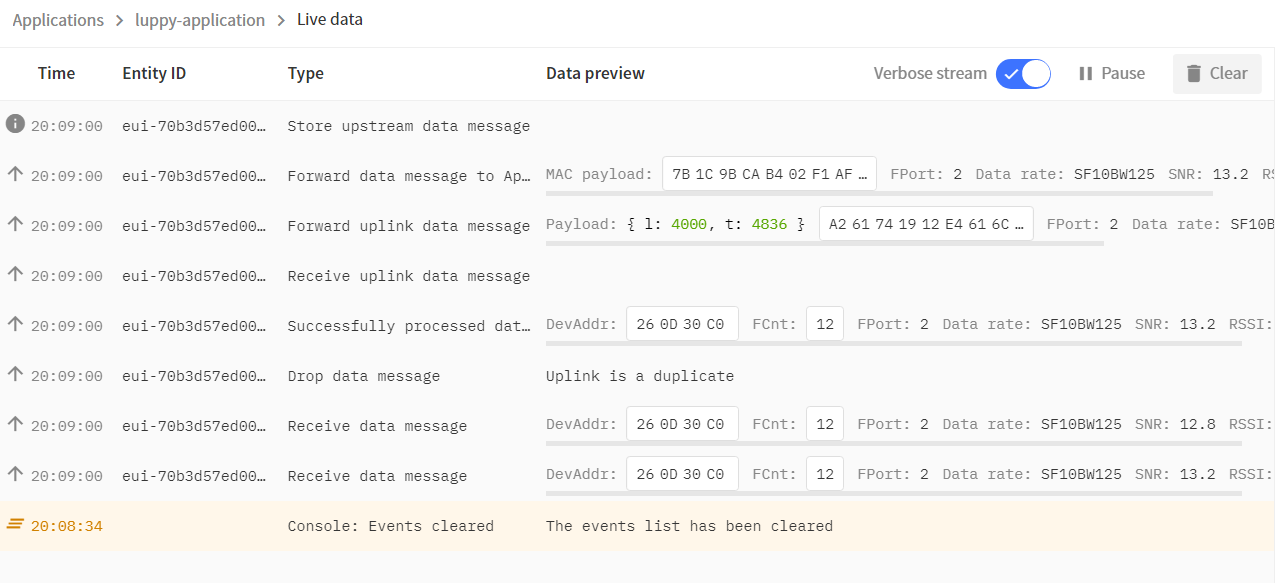 Applications > luppy-application > Live data
Time Entity ID Type Data preview Verbose stream Pause Clear
20:09:00 eui-70b3d57ed00… Store upstream data message
20:09:00 eui-70b3d57ed00… Forward data message to Ap… MAC payload: 7B 1C 9B CA B4 02 F1 AF … FPort: 2 Data rate: SF10BW125 SNR: 13.2 RS
20:09:00 eui-70b3d57ed00… Forward uplink data message Payload: { l: 4000, t: 4836 } A2 61 74 19 12 E4 61 6C … FPort: 2 Data rate: SF10B
20:09:00 eui-70b3d57ed00… Receive uplink data message
20:09:00 eui-70b3d57ed00… Successfully processed dat… DevAddr: 26 0D 30 C0 FCnt: 12 FPort: 2 Data rate: SF10BW125 SNR: 13.2 RSSI:
20:09:00 eui-70b3d57ed00… Drop data message Uplink is a duplicate
20:09:00 eui-70b3d57ed00… Receive data message DevAddr: 26 0D 30 C0 FCnt: 12 FPort: 2 Data rate: SF10BW125 SNR: 12.8 RSSI:
20:09:00 eui-70b3d57ed00… Receive data message DevAddr: 26 0D 30 C0 FCnt: 12 FPort: 2 Data rate: SF10BW125 SNR: 13.2 RSSI:
20:08:34 Console: Events cleared The events list has been cleared